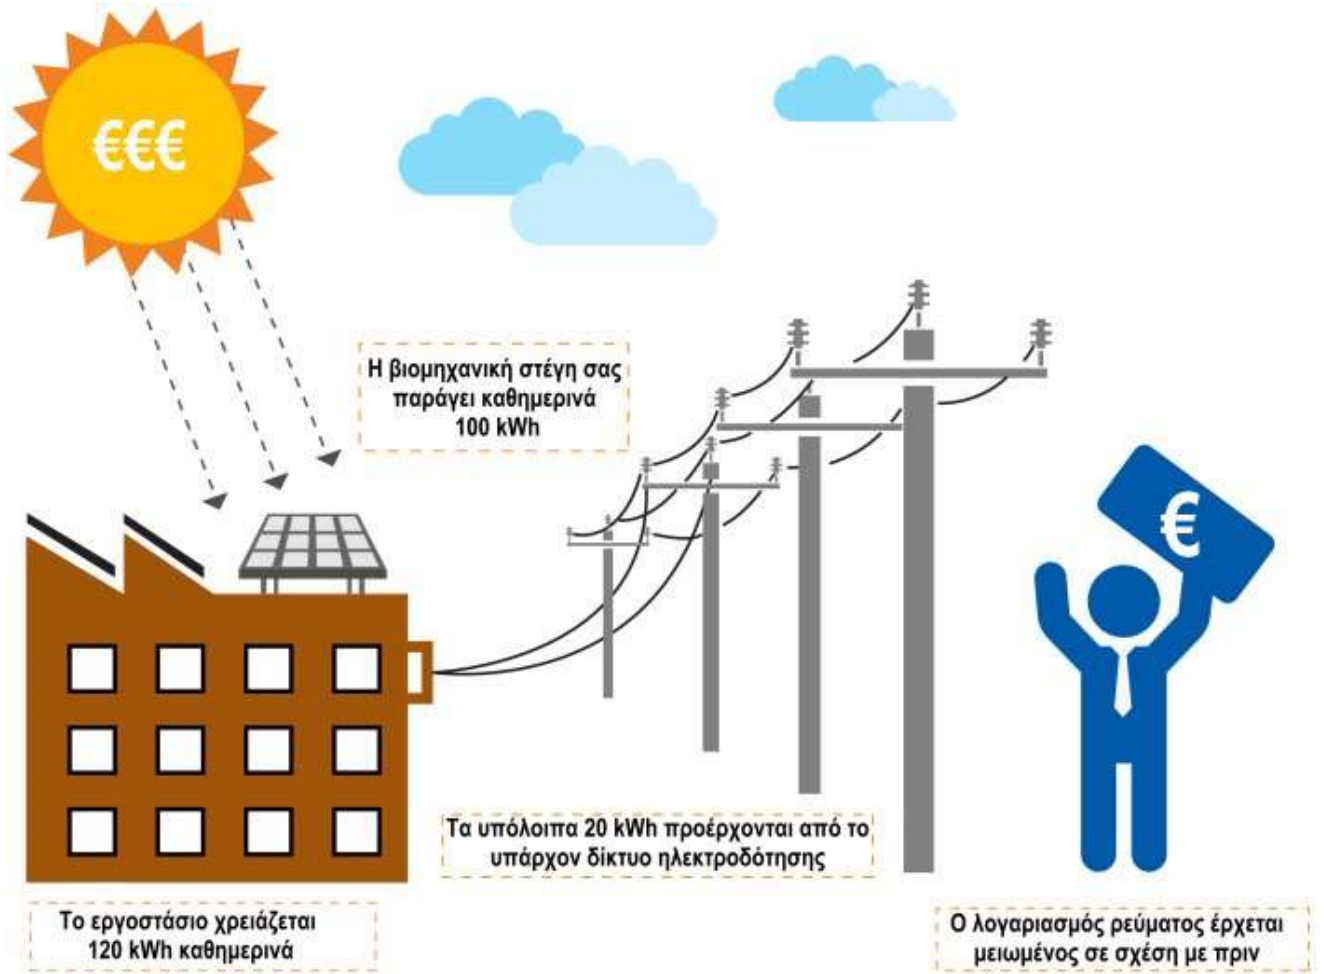 €€€
Η βιομηχανική στέγη σας
παράγει καθημερινά
100 kWh
€
Τα υπόλοιπα 20 kWh προέρχονται από το
υπάρχον δίκτυο ηλεκτροδότησης
Το εργοστάσιο χρειάζεται
120 kWh καθημερινά
Ο λογαριασμός ρεύματος έρχεται
μειωμένος σε σχέση με πριν